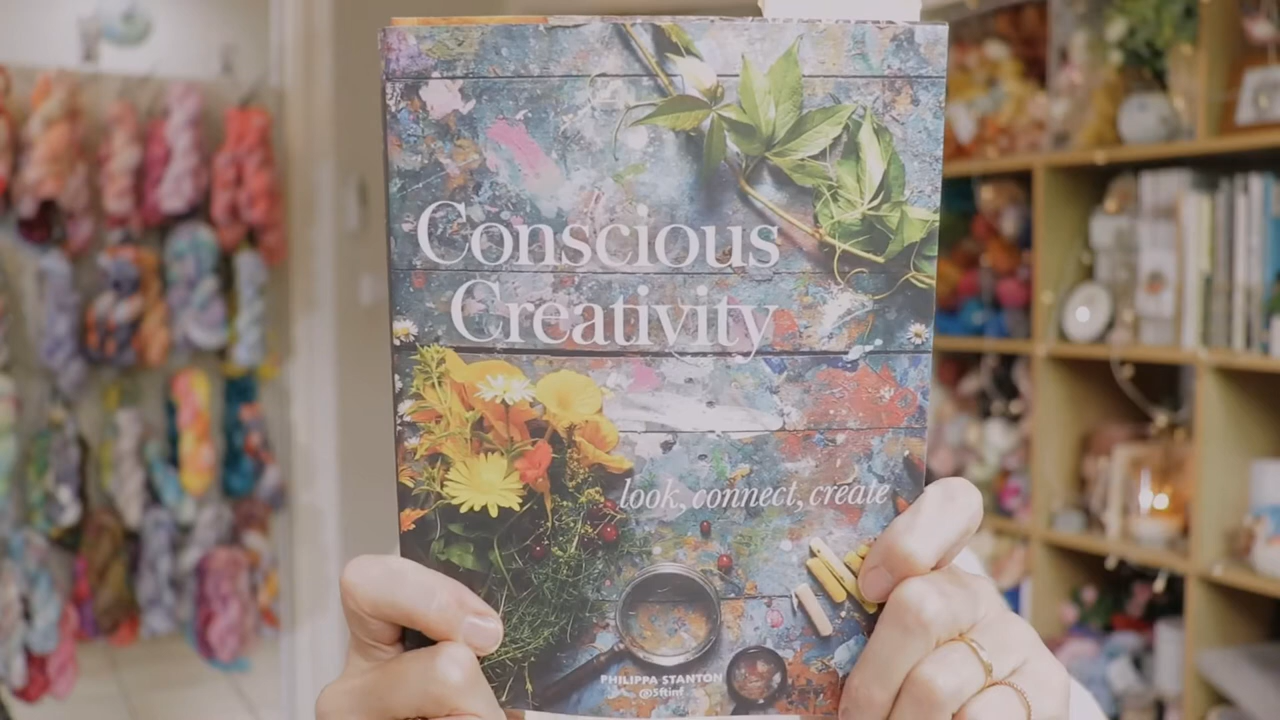 Conscious
Creativity
look, connect, create
PHILIPPA STANTON
@5ftinf